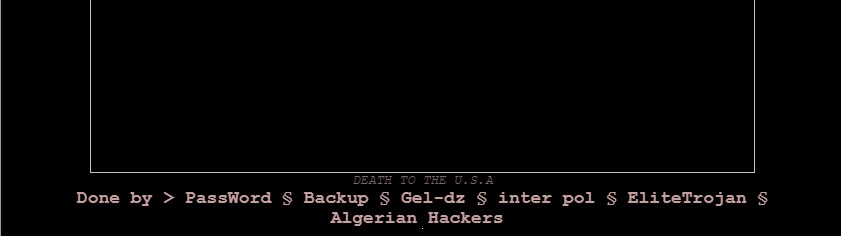 DEATH TO THE U.S.A
Done by > PassWord § Backup § Gel-dz § inter pol § EliteTrojan §
Algerian Hackers